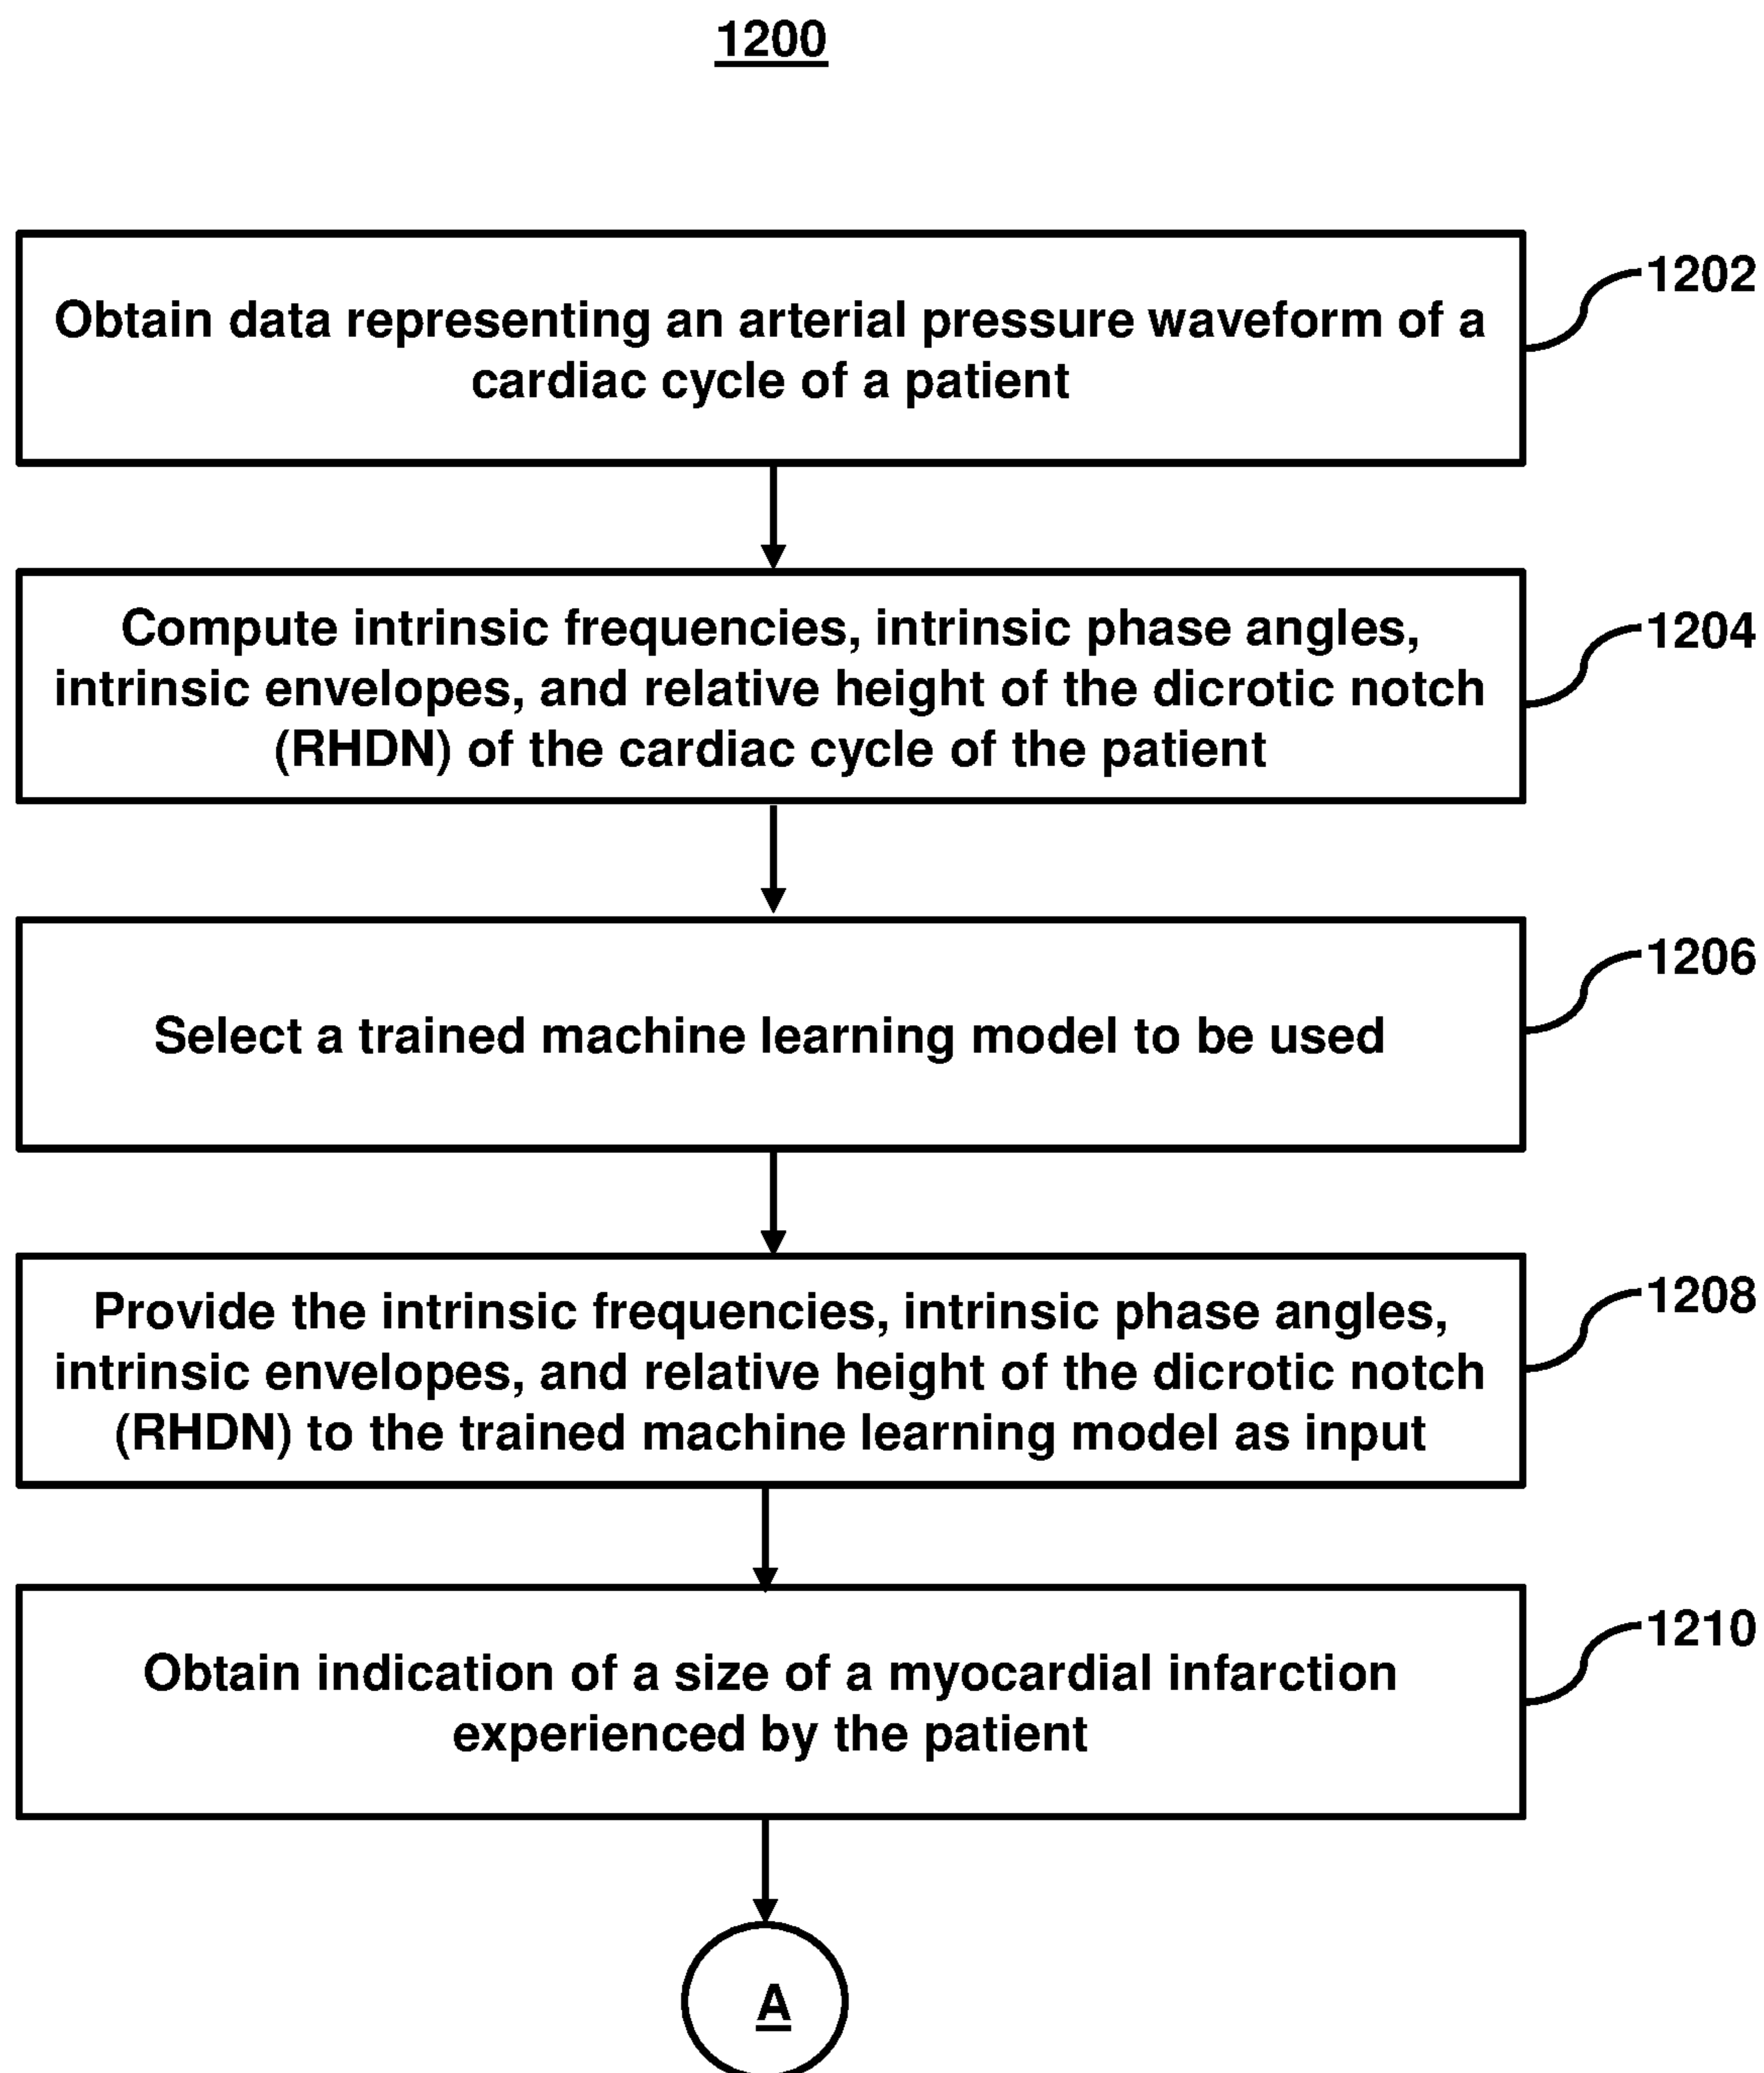 1200
1202
Obtain data representing an arterial pressure waveform of a
cardiac cycle of a patient
1204
Compute intrinsic frequencies, intrinsic phase angles,
intrinsic envelopes, and relative height of the dicrotic notch
(RHDN) of the cardiac cycle of the patient
1206
Select a trained machine learning model to be used
1208
Provide the intrinsic frequencies, intrinsic phase angles,
intrinsic envelopes, and relative height of the dicrotic notch
(RHDN) to the trained machine learning model as input
1210
Obtain indication of a size of a myocardial infarction
experienced by the patient
A